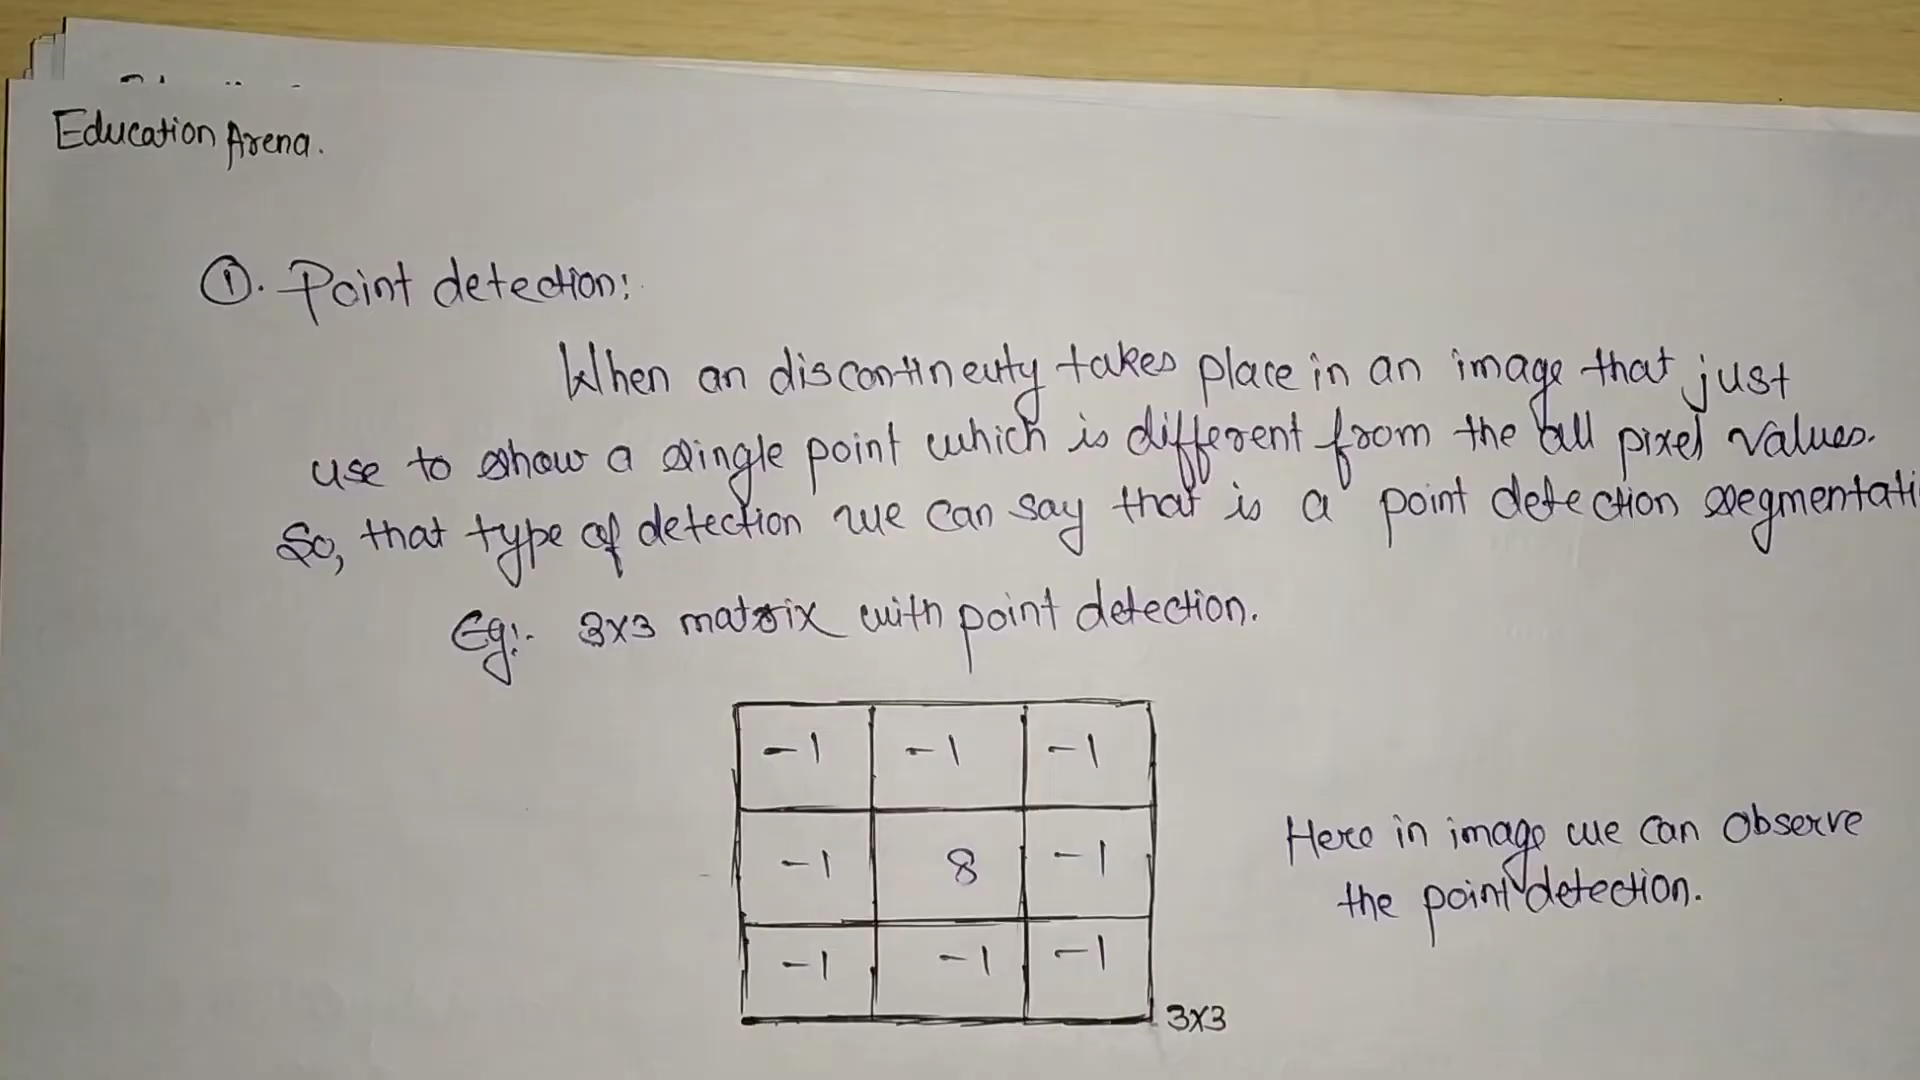 Education Arena.
①. Point detection:
When an discontineuty takes place in an image that just
use to show a single point which is different from the all pixel values.
So, that type of detection we can say that is a point detection segmentati
Eg:- 3x3 matrix with point detection.
-1 -1 -1
-1 8 -1
-1 -1 -1
3x3
Here in image we can observe
the point detection.